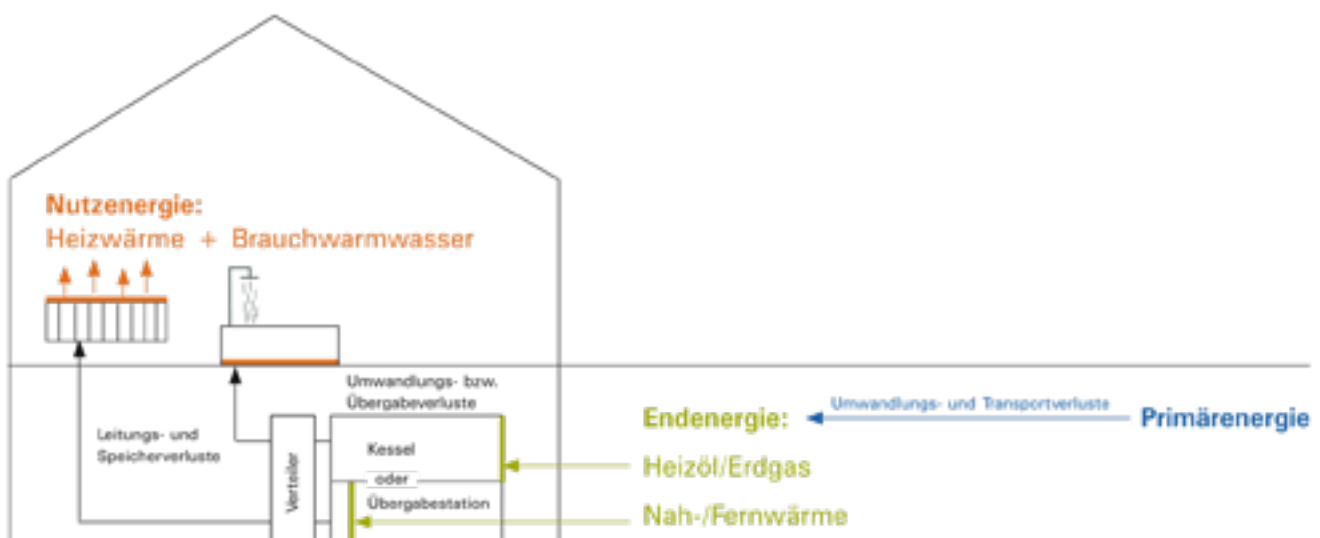 Nutzenergie:
Heizwärme + Brauchwarmwasser
Umwandlungs- bzw.
Übergabeverluste
Leitungs- und
Speicherverluste
Verteiler
Kessel
oder
Übergabestation
Endenergie:
Umwandlungs- und Transportverluste
Primärenergie
Heizöl/Erdgas
Nah-/Fernwärme